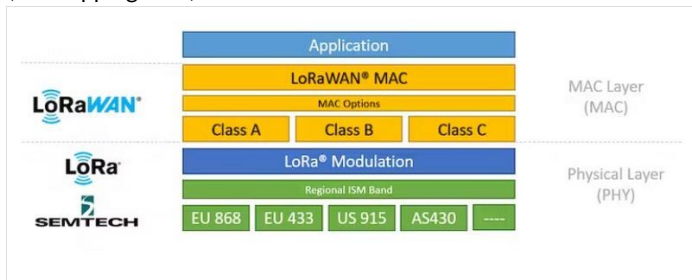 Application
LoRaWAN® MAC
MAC Options
Class A Class B Class C
LoRaWAN®
MAC Layer
(MAC)
LoRa® Modulation
Regional ISM Band
EU 868 EU 433 US 915 AS430 ----
LoRa
SEMTECH
Physical Layer
(PHY)